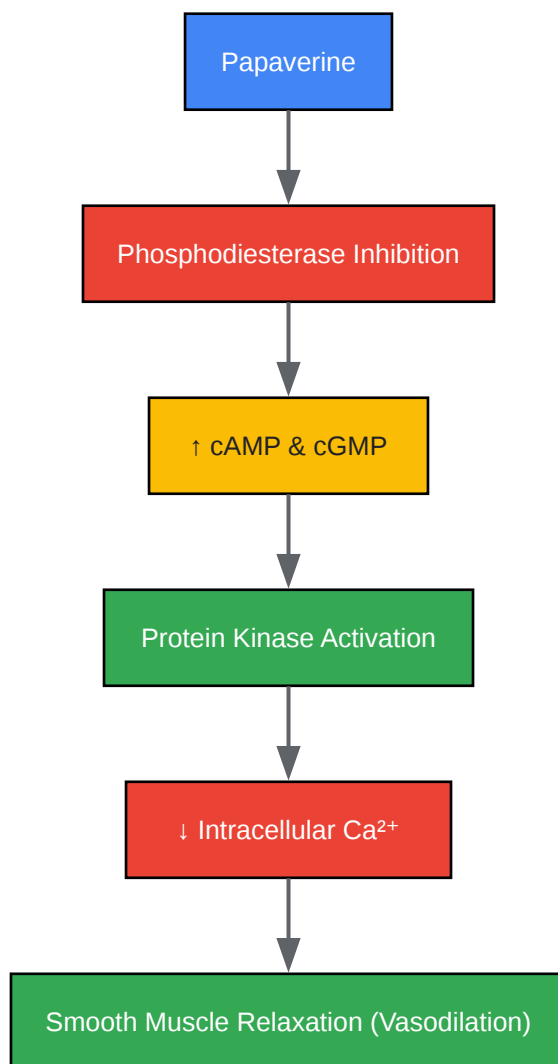 Papaverine
Phosphodiesterase Inhibition
↑ cAMP & cGMP
Protein Kinase Activation
↓ Intracellular Ca²⁺
Smooth Muscle Relaxation (Vasodilation)